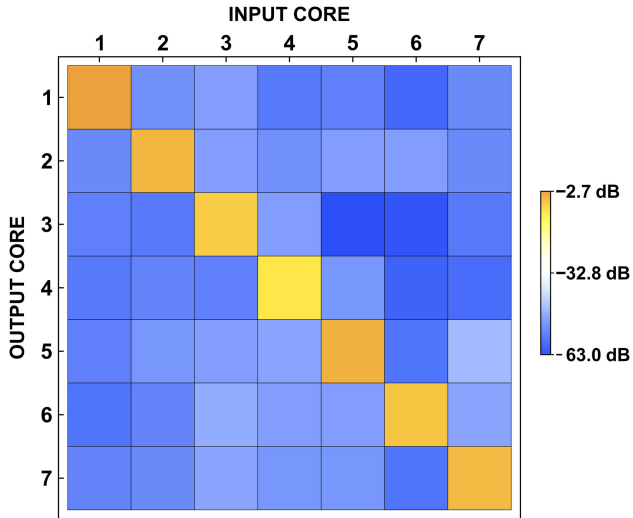 INPUT CORE
1 2 3 4 5 6 7
OUTPUT CORE
1
2
3
4
5
6
7
−2.7 dB
−32.8 dB
−63.0 dB